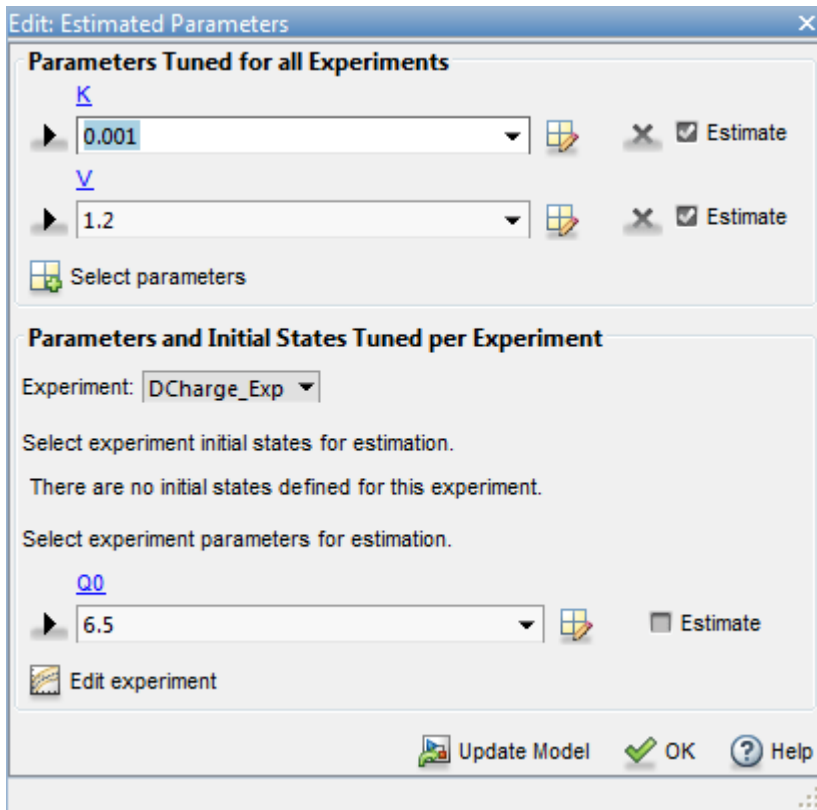 Edit: Estimated Parameters
Parameters Tuned for all Experiments
K
0.001
Estimate
V
1.2
Estimate
Select parameters
Parameters and Initial States Tuned per Experiment
Experiment: DCharge_Exp
Select experiment initial states for estimation.
There are no initial states defined for this experiment.
Select experiment parameters for estimation.
Q0
6.5
Estimate
Edit experiment
Update Model OK Help